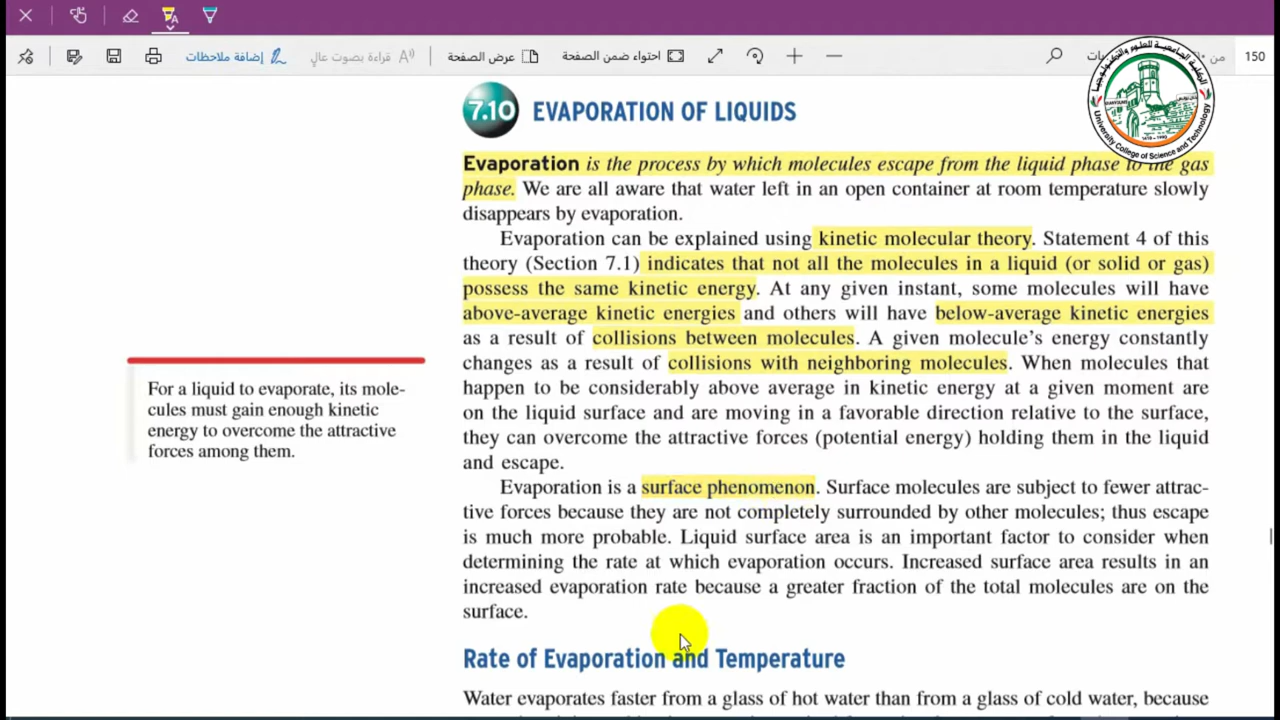 إضافة ملاحظات
قراءة بصوت عالٍ
عرض الصفحة
احتواء ضمن الصفحة
من
150
University College of Science and Technology
7.10 EVAPORATION OF LIQUIDS
Evaporation is the process by which molecules escape from the liquid phase to the gas
phase. We are all aware that water left in an open container at room temperature slowly
disappears by evaporation.
Evaporation can be explained using kinetic molecular theory. Statement 4 of this
theory (Section 7.1) indicates that not all the molecules in a liquid (or solid or gas)
possess the same kinetic energy. At any given instant, some molecules will have
above-average kinetic energies and others will have below-average kinetic energies
as a result of collisions between molecules. A given molecule's energy constantly
changes as a result of collisions with neighboring molecules. When molecules that
happen to be considerably above average in kinetic energy at a given moment are
on the liquid surface and are moving in a favorable direction relative to the surface,
they can overcome the attractive forces (potential energy) holding them in the liquid
and escape.
For a liquid to evaporate, its mole-
cules must gain enough kinetic
energy to overcome the attractive
forces among them.
Evaporation is a surface phenomenon. Surface molecules are subject to fewer attrac-
tive forces because they are not completely surrounded by other molecules; thus escape
is much more probable. Liquid surface area is an important factor to consider when
determining the rate at which evaporation occurs. Increased surface area results in an
increased evaporation rate because a greater fraction of the total molecules are on the
surface.
Rate of Evaporation and Temperature
Water evaporates faster from a glass of hot water than from a glass of cold water, because